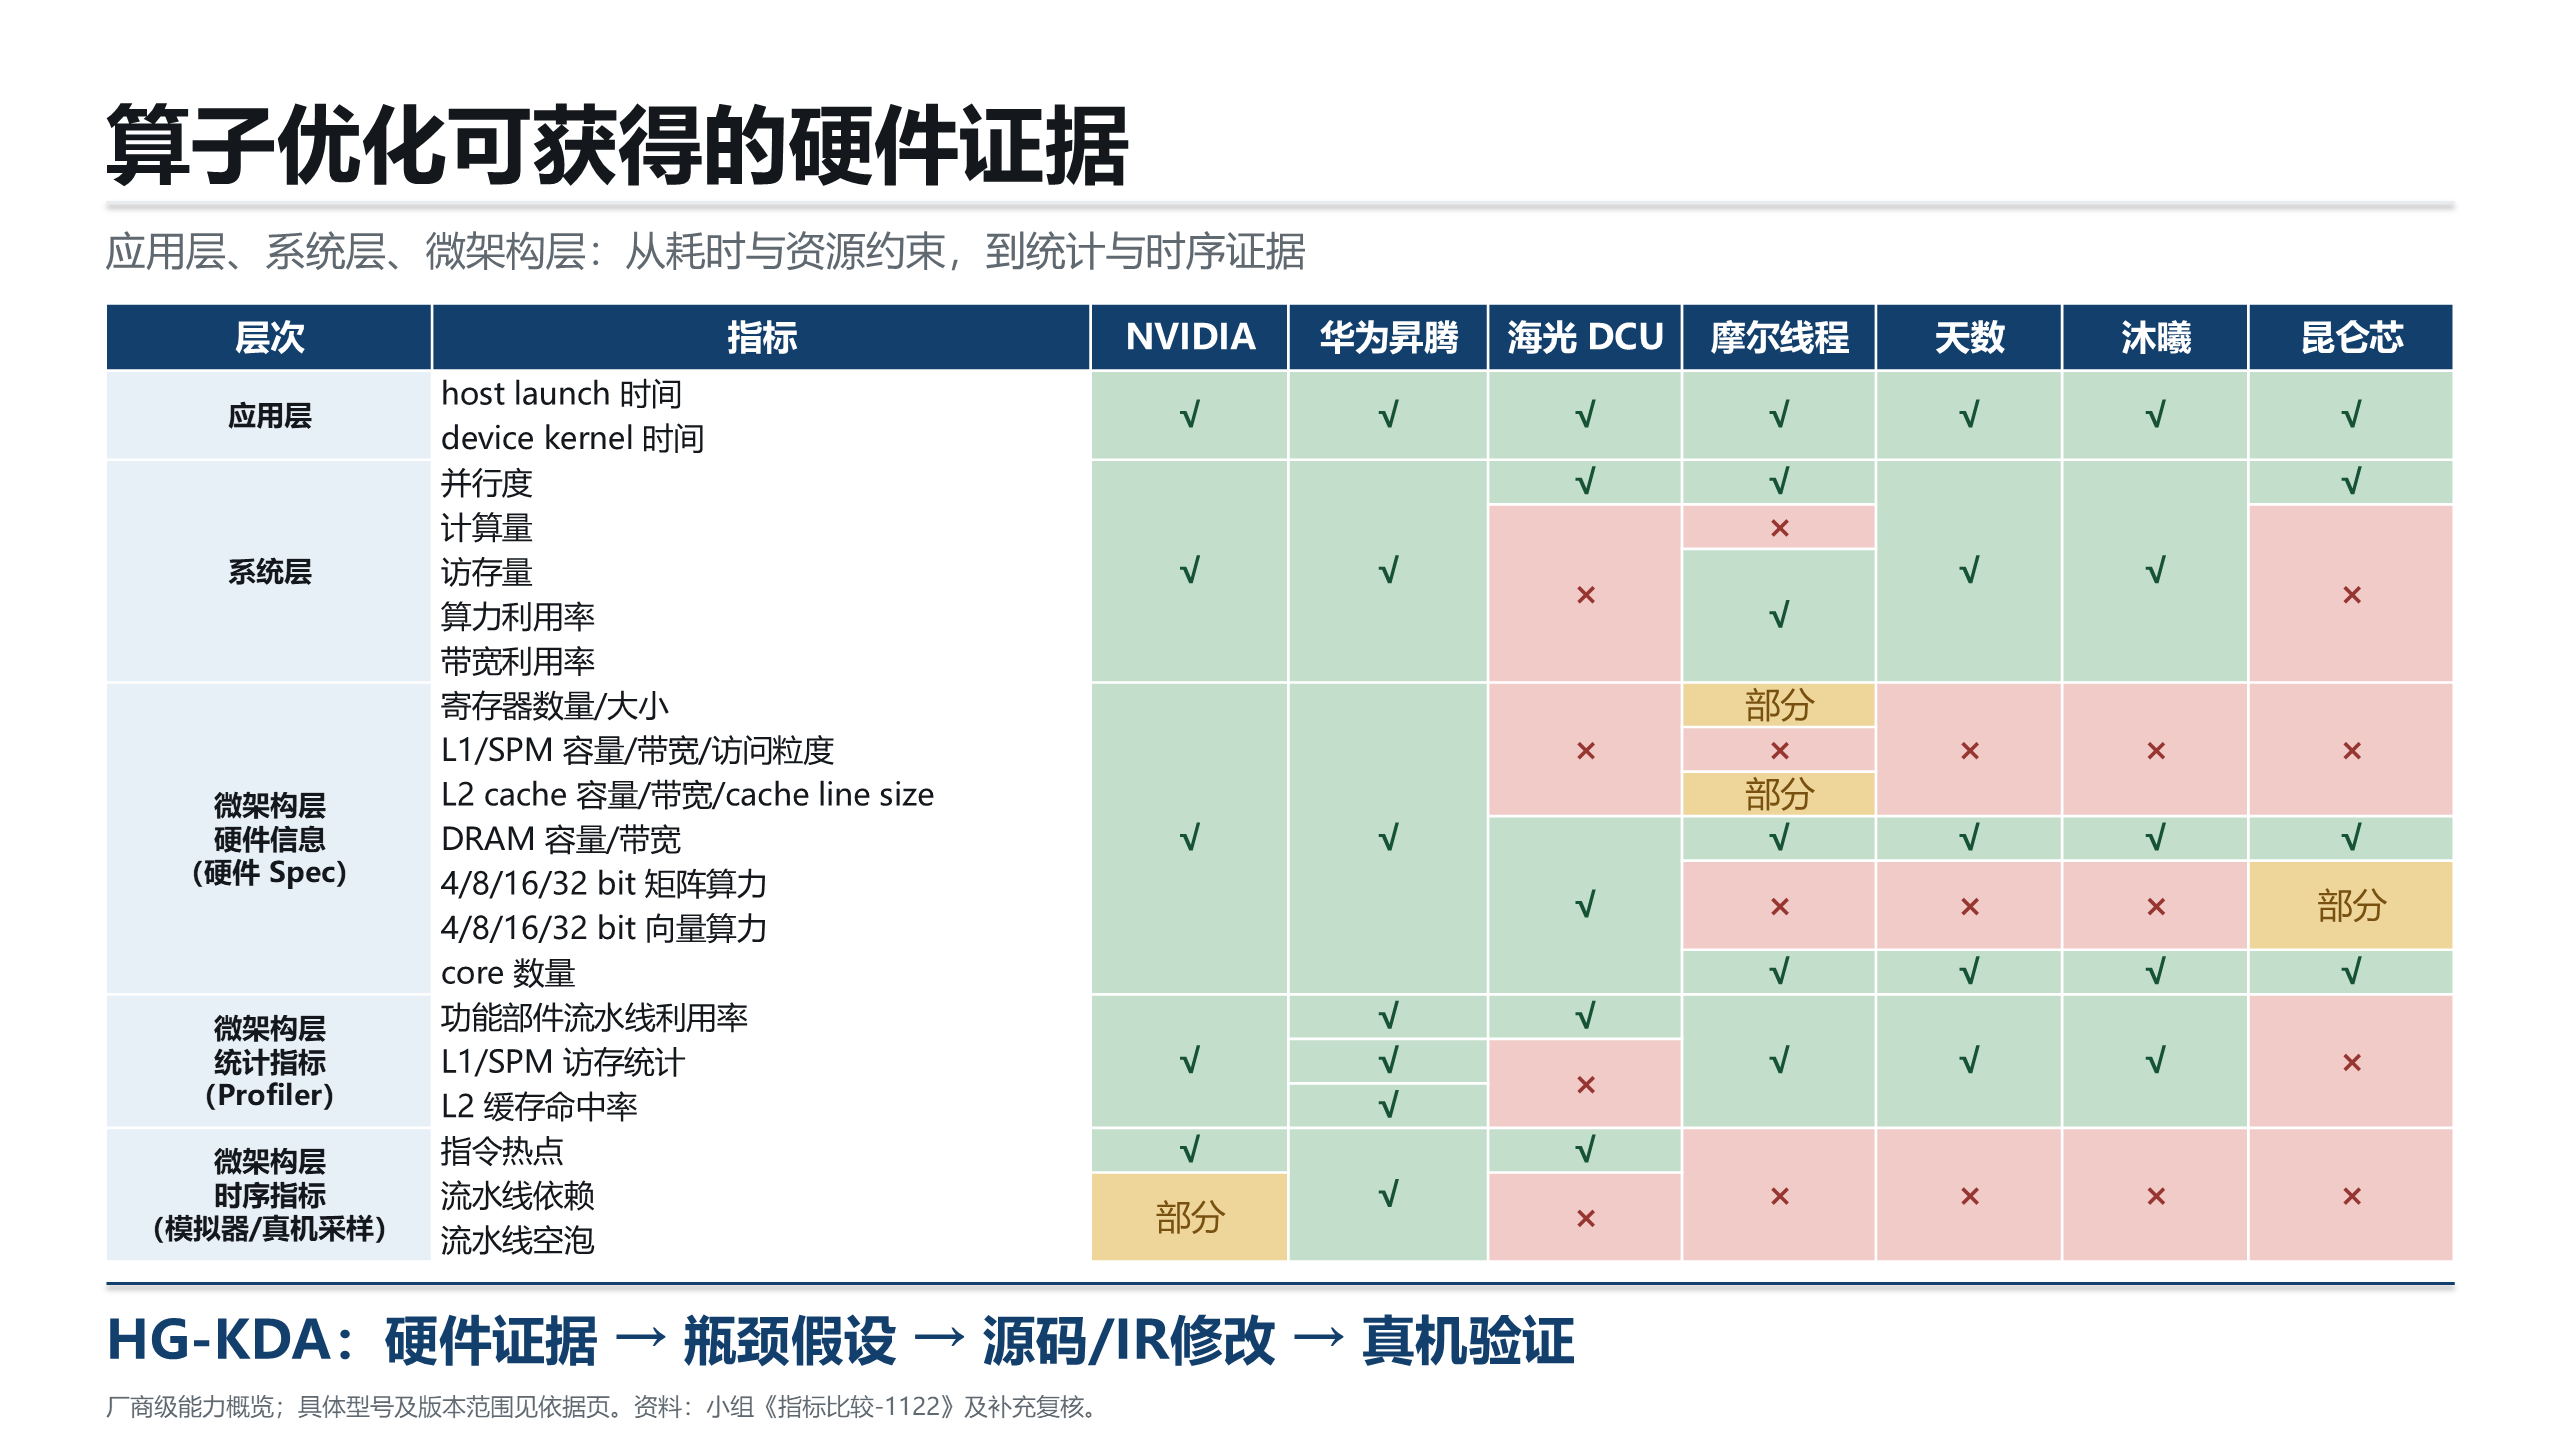 算子优化可获得的硬件证据
应用层、系统层、微架构层：从耗时与资源约束，到统计与时序证据
层次 指标 NVIDIA 华为昇腾 海光 DCU 摩尔线程 天数 沐曦 昆仑芯
应用层
host launch 时间
device kernel 时间
√ √ √ √ √ √ √
系统层
并行度
计算量
访存量
算力利用率
带宽利用率
√ √
√
×
√
×
√
√ √
√
×
微架构层
硬件信息
（硬件 Spec）
寄存器数量/大小
L1/SPM 容量/带宽/访问粒度
L2 cache 容量/带宽/cache line size
DRAM 容量/带宽
4/8/16/32 bit 矩阵算力
4/8/16/32 bit 向量算力
core 数量
√ √
×
√
部分
×
部分
√
×
√
×
√
×
√
×
√
×
√
×
√
部分
√
微架构层
统计指标
（Profiler）
功能部件流水线利用率
L1/SPM 访存统计
L2 缓存命中率
√
√
√
√
√
×
√ √ √ ×
微架构层
时序指标
（模拟器/真机采样）
指令热点
流水线依赖
流水线空泡
√
部分
√
√
×
× × × ×
HG-KDA：硬件证据 → 瓶颈假设 → 源码/IR修改 → 真机验证
厂商级能力概览；具体型号及版本范围见依据页。资料：小组《指标比较-1122》及补充复核。